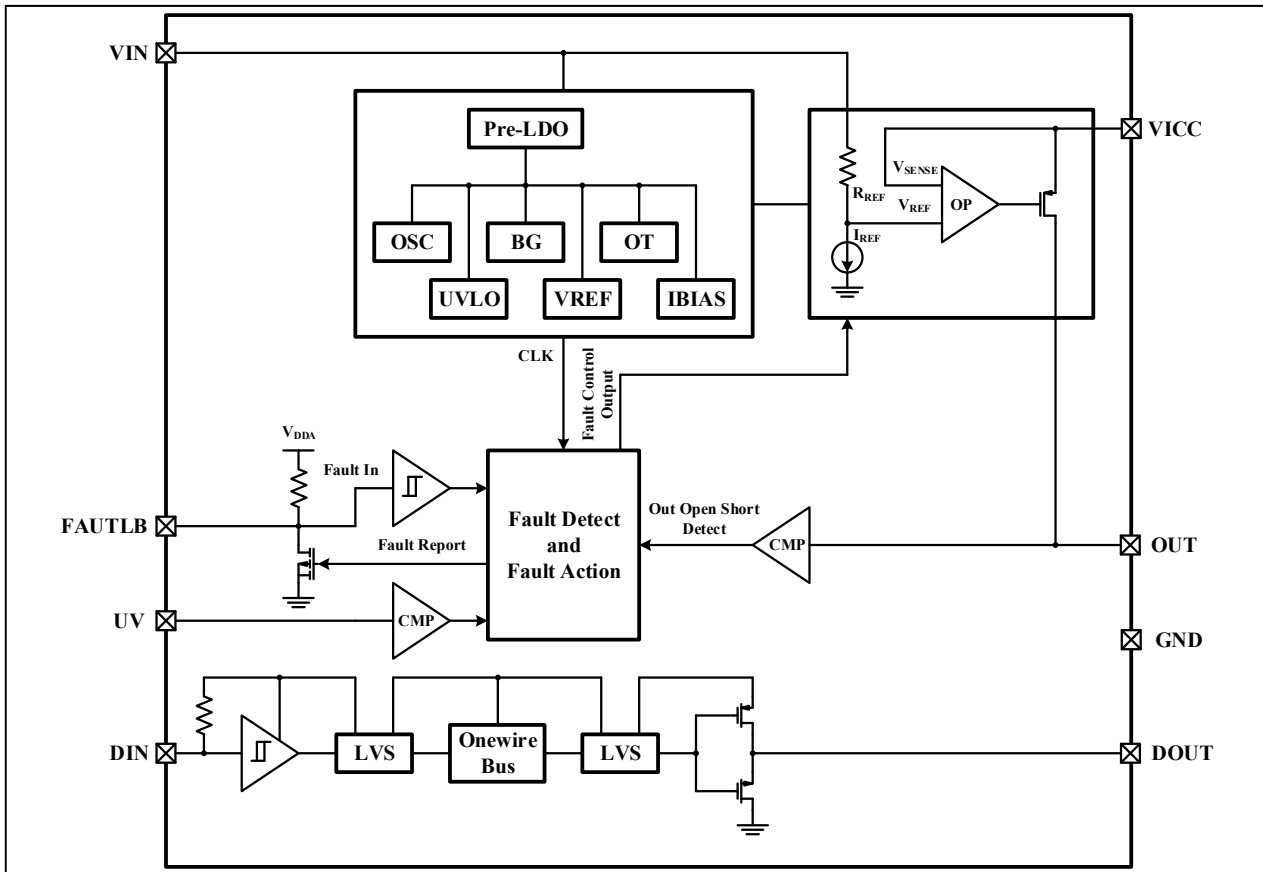 VIN
Pre-LDO
OSC
BG
OT
UVLO
VREF
IBIAS
VICC
VSENSE
VREF
RREF
IREF
OP
CLK
Fault Control
Output
VDDA
Fault In
FAUTLB
Fault Report
Fault Detect
and
Fault Action
Out Open Short
Detect
CMP
OUT
UV
CMP
GND
DIN
LVS
Onewire
Bus
LVS
DOUT